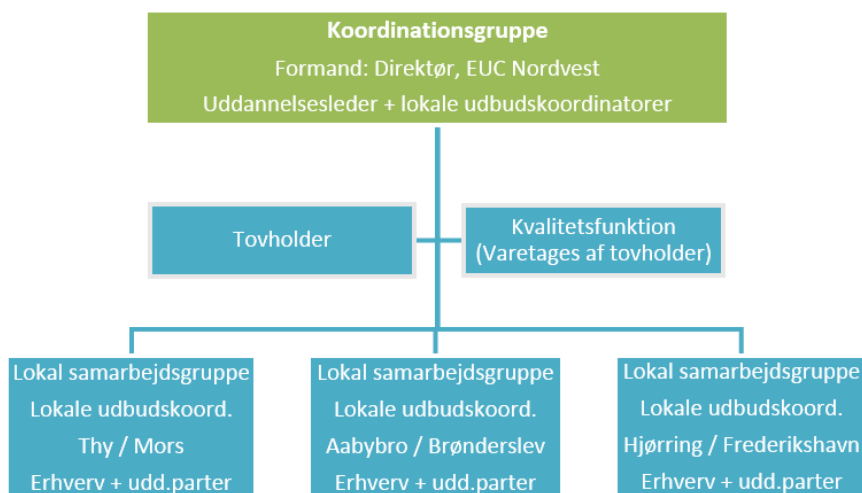 Koordinationsgruppe
Formand: Direktør, EUC Nordvest
Uddannelsesleder + lokale udbudskoordinatorer
Tovholder
Kvalitetsfunktion
(Varetages af tovholder)
Lokal samarbejdsgruppe
Lokale udbudskoord.
Thy / Mors
Erhverv + udd.parter
Lokal samarbejdsgruppe
Lokale udbudskoord.
Aabybro / Brønderslev
Erhverv + udd.parter
Lokal samarbejdsgruppe
Lokale udbudskoord.
Hjørring / Frederikshavn
Erhverv + udd.parter